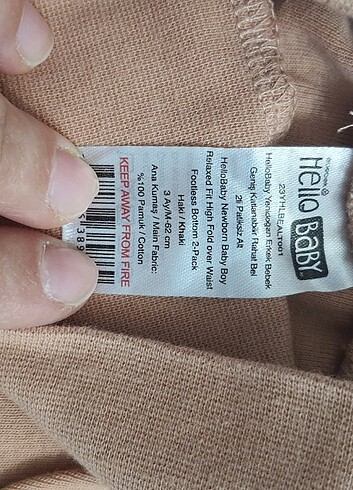 Hello
BABY
HelloBaby Yenidoğan Erkek Bebek
Geniş Katlanabilir Rahat Bel
2li Patiksiz Alt
HelloBaby Newborn Baby Boy
Relaxed Fit High Fold over Waist
Footless Bottom 2-Pack
Haki / Khaki
3 Ay/M-62 cm
Ana Kumaş / Main Fabric:
%100 Pamuk / Cotton
KEEP AWAY FROM FIRE